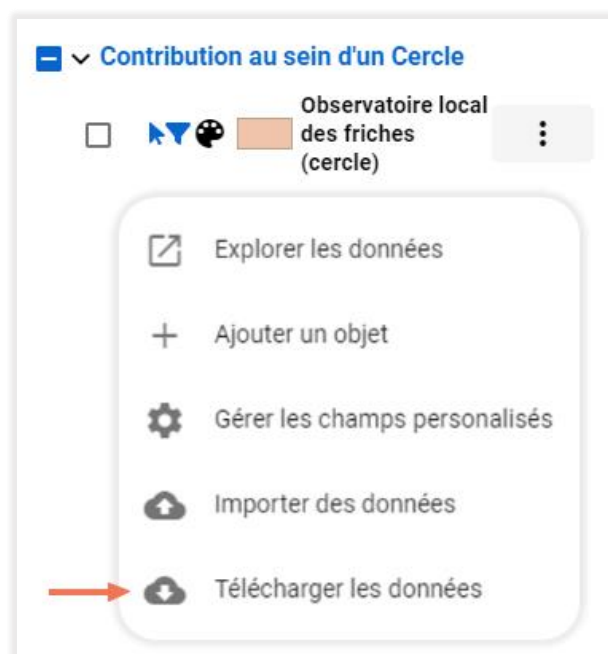 Contribution au sein d'un Cercle
Observatoire local
des friches
(cercle)
Explorer les données
Ajouter un objet
Gérer les champs personalisés
Importer des données
Télécharger les données